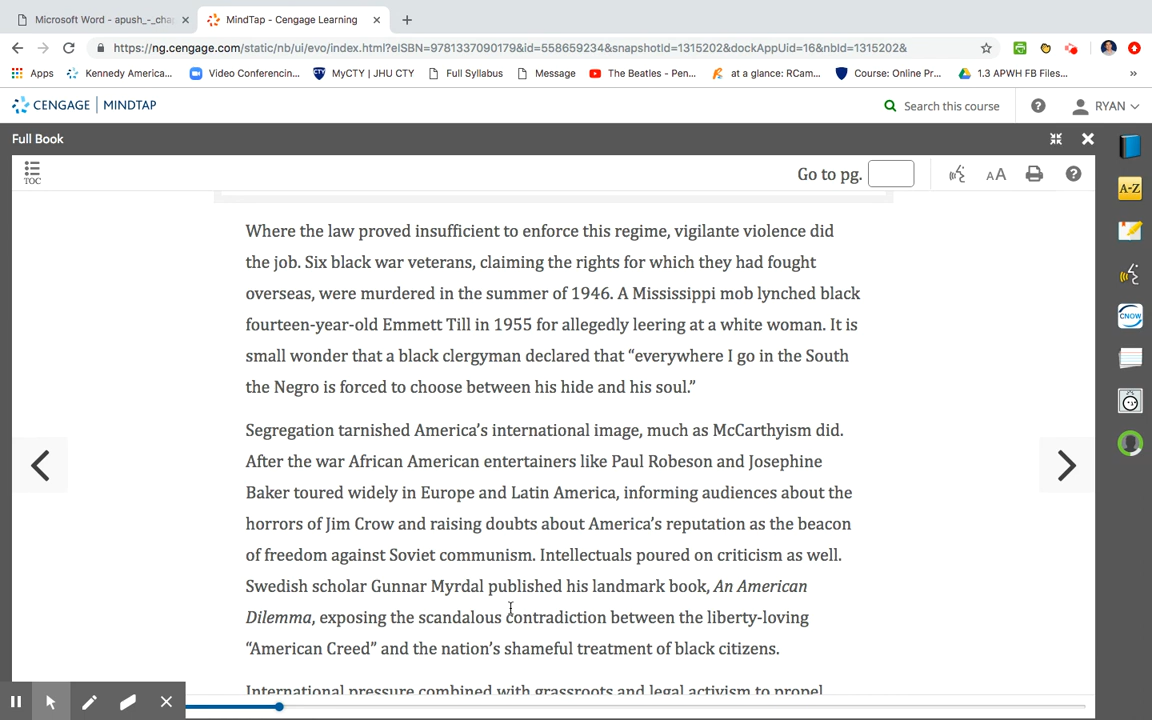 Microsoft Word - apush_-_cha
MindTap - Cengage Learning
https://ng.cengage.com/static/nb/ui/evo/index.html?eISBN=9781337090179&id=558659234&snapshotId=1315202&dockAppUid=16&nbId=1315202&
Apps
Kennedy America...
Video Conferencin...
CTY
MyCTY | JHU CTY
Full Syllabus
Message
The Beatles - Pen...
at a glance: RCam...
Course: Online Pr...
1.3 APWH FB Files...
»
CENGAGE | MINDTAP
Search this course
RYAN
Full Book
TOC
Go to pg.
AA
A-Z
CNOW
Where the law proved insufficient to enforce this regime, vigilante violence did
the job. Six black war veterans, claiming the rights for which they had fought
overseas, were murdered in the summer of 1946. A Mississippi mob lynched black
fourteen-year-old Emmett Till in 1955 for allegedly leering at a white woman. It is
small wonder that a black clergyman declared that “everywhere I go in the South
the Negro is forced to choose between his hide and his soul.”
Segregation tarnished America’s international image, much as McCarthyism did.
After the war African American entertainers like Paul Robeson and Josephine
Baker toured widely in Europe and Latin America, informing audiences about the
horrors of Jim Crow and raising doubts about America’s reputation as the beacon
of freedom against Soviet communism. Intellectuals poured on criticism as well.
Swedish scholar Gunnar Myrdal published his landmark book, An American
Dilemma, exposing the scandalous contradiction between the liberty-loving
“American Creed” and the nation’s shameful treatment of black citizens.
International pressure combined with grassroots and legal activism to propel